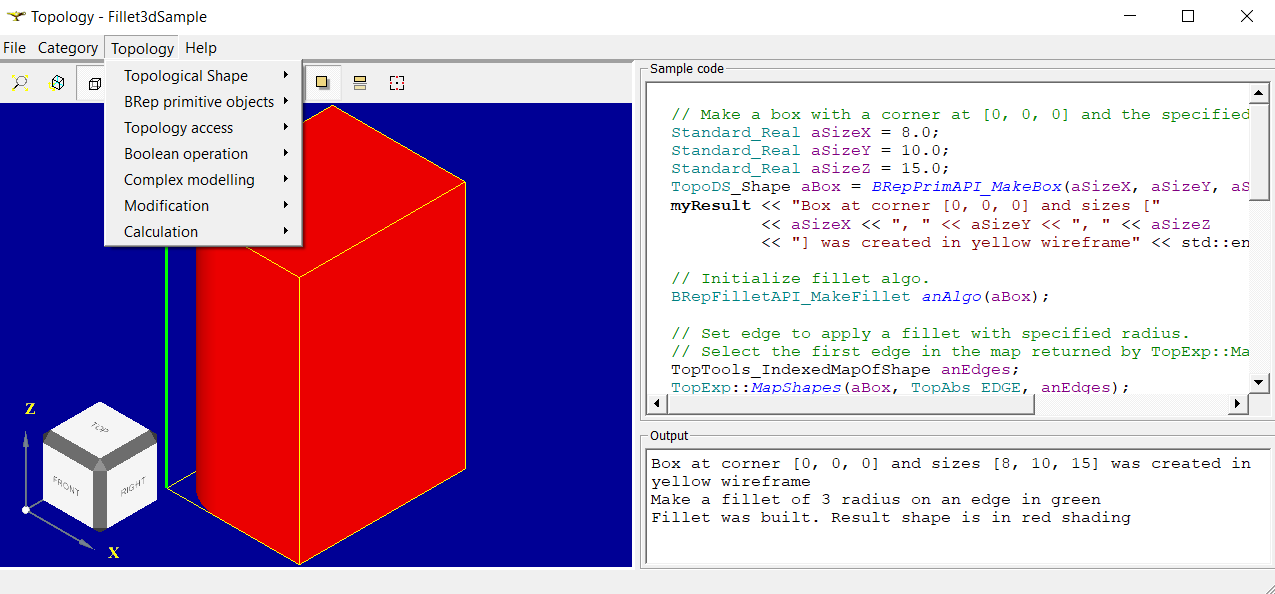 Topology - Fillet3dSample
File Category Topology Help
Topological Shape
BRep primitive objects
Topology access
Boolean operation
Complex modelling
Modification
Calculation
Z
TOP
FRONT
RIGHT
X
Sample code
// Make a box with a corner at [0, 0, 0] and the specified
Standard_Real aSizeX = 8.0;
Standard_Real aSizeY = 10.0;
Standard_Real aSizeZ = 15.0;
TopoDS_Shape aBox = BRepPrimAPI_MakeBox(aSizeX, aSizeY, aS
myResult << "Box at corner [0, 0, 0] and sizes ["
<< aSizeX << ", " << aSizeY << ", " << aSizeZ
<< "] was created in yellow wireframe" << std::en
// Initialize fillet algo.
BRepFilletAPI_MakeFillet anAlgo(aBox);
// Set edge to apply a fillet with specified radius.
// Select the first edge in the map returned by TopExp::Ma
TopTools_IndexedMapOfShape anEdges;
TopExp::MapShapes(aBox, TopAbs_EDGE, anEdges);
Output
Box at corner [0, 0, 0] and sizes [8, 10, 15] was created in
yellow wireframe
Make a fillet of 3 radius on an edge in green
Fillet was built. Result shape is in red shading